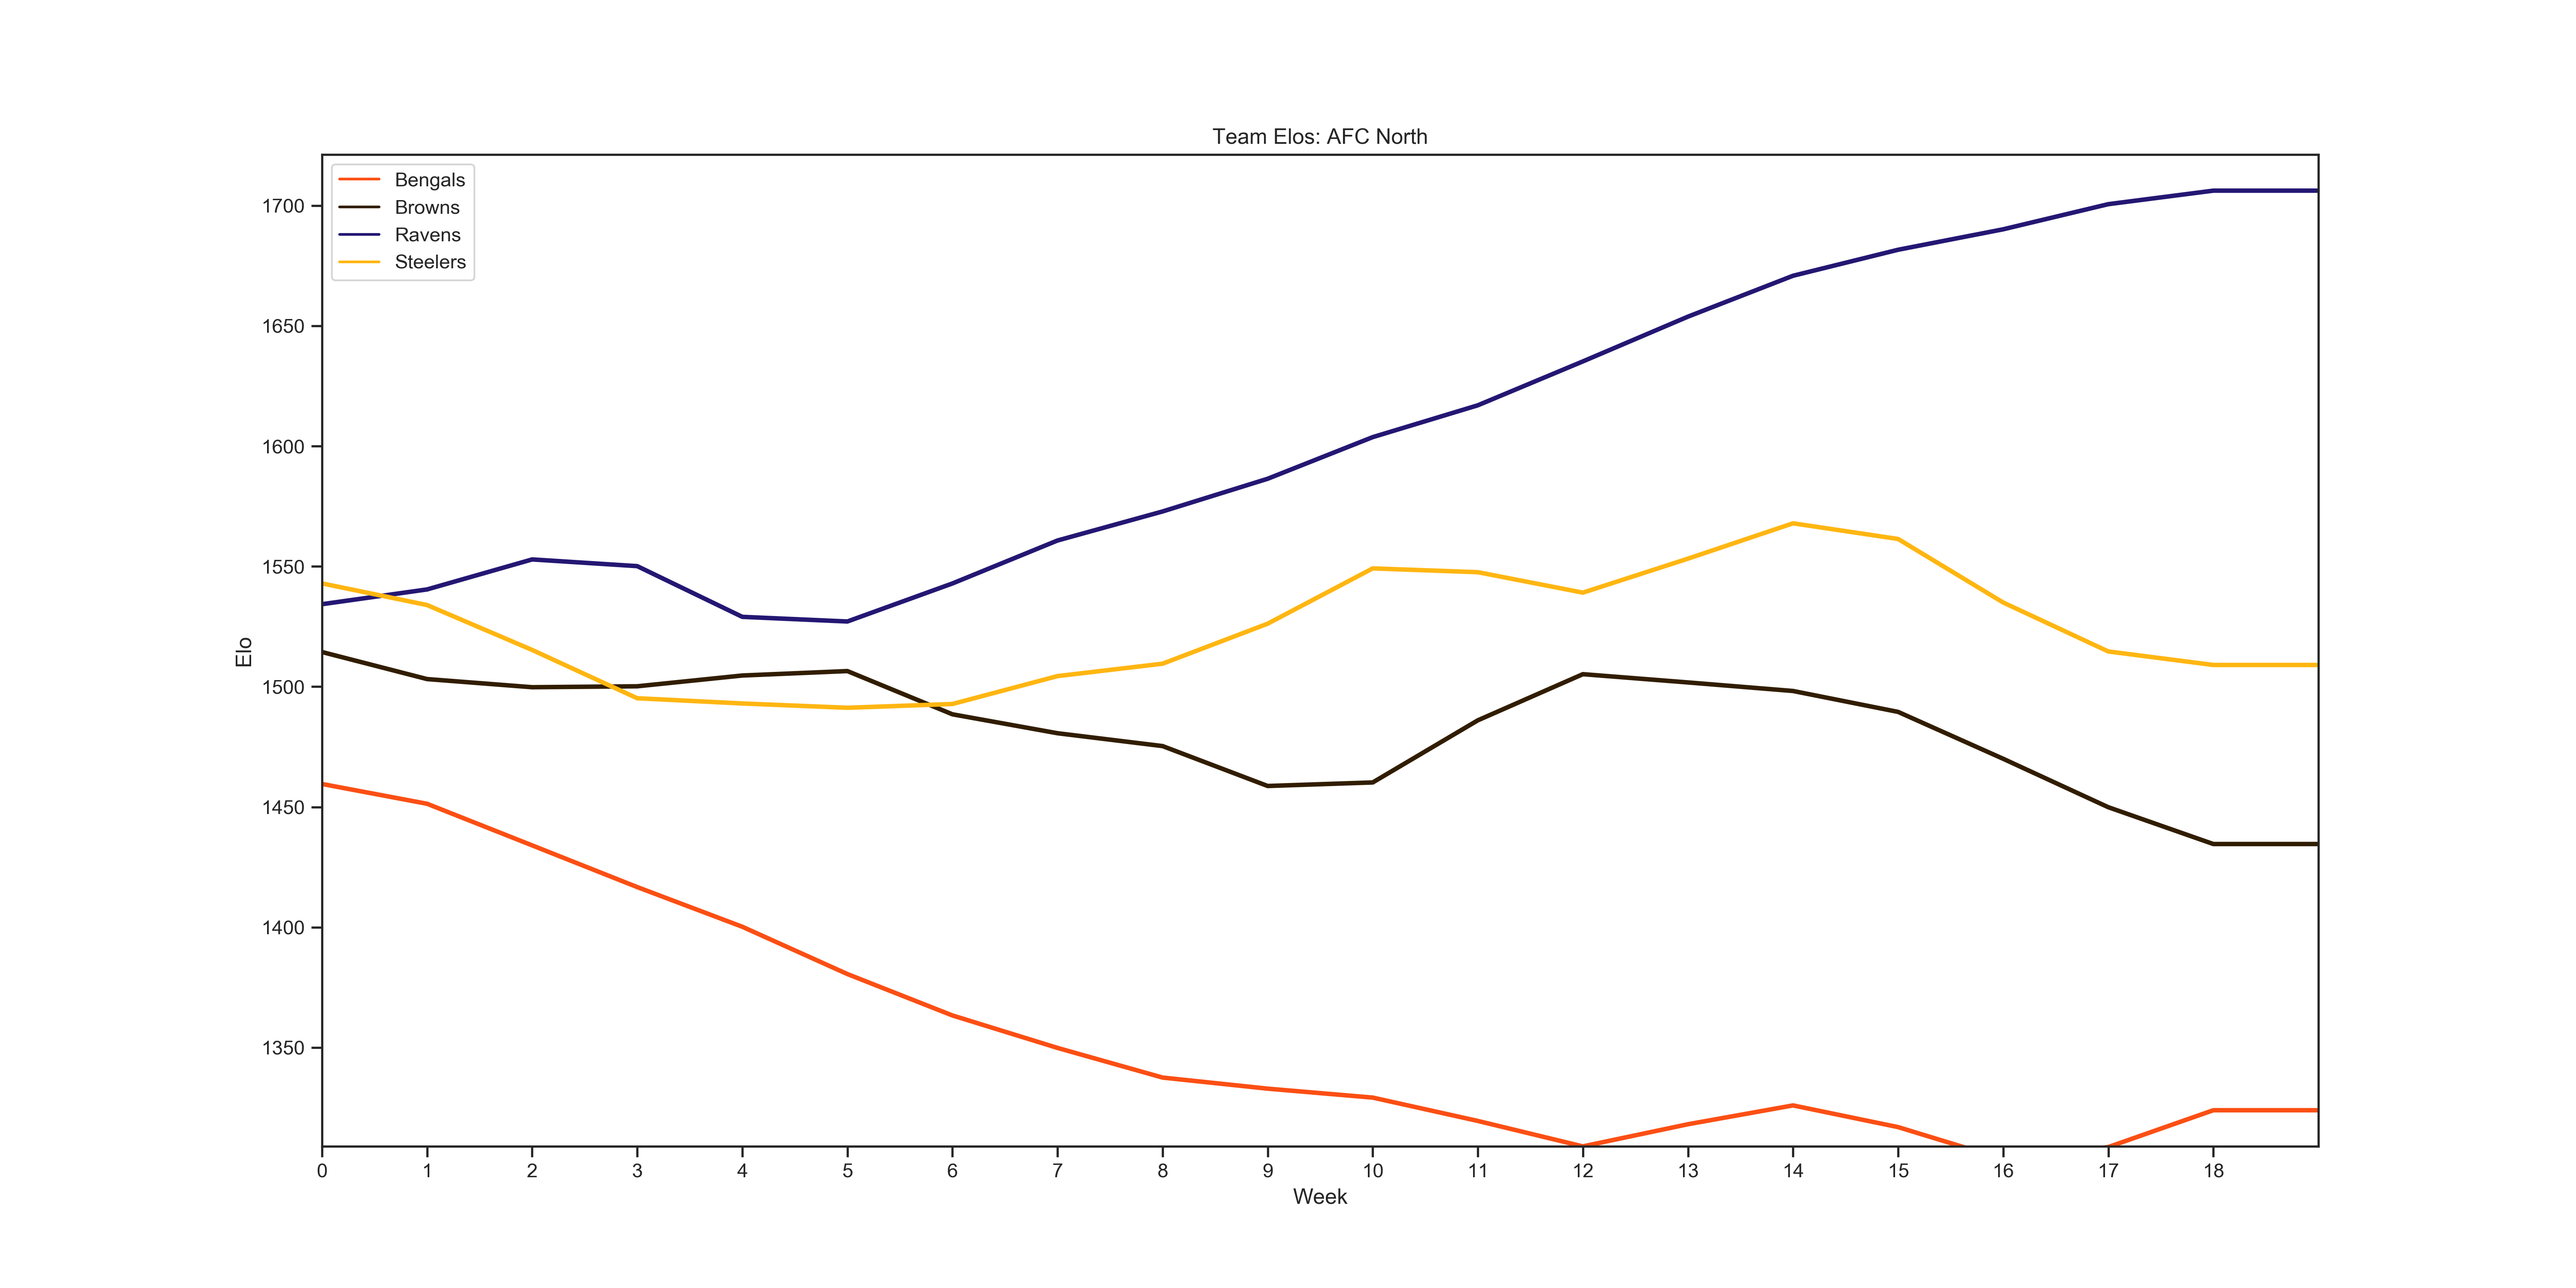 Team Elos: AFC North
Bengals
Browns
Ravens
Steelers
1700
1650
1600
1550
1500
1450
1400
1350
Elo
0 1 2 3 4 5 6 7 8 9 10 11 12 13 14 15 16 17 18
Week